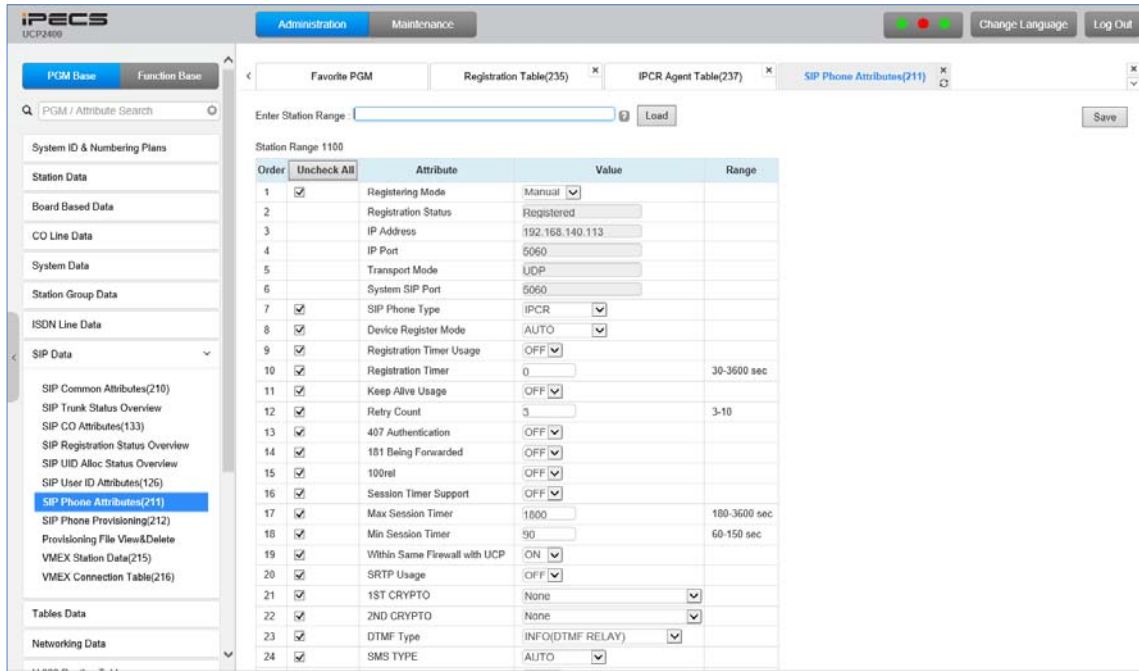 iPECS
UCP2400
Administration Maintenance
Change Language Log Out
PGM Base Function Base
PGM / Attribute Search
System ID & Numbering Plans
Station Data
Board Based Data
CO Line Data
System Data
Station Group Data
ISDN Line Data
SIP Data
SIP Common Attributes(210)
SIP Trunk Status Overview
SIP CO Attributes(133)
SIP Registration Status Overview
SIP UID Alloc Status Overview
SIP User ID Attributes(126)
SIP Phone Attributes(211)
SIP Phone Provisioning(212)
Provisioning File View&Delete
VMEX Station Data(215)
VMEX Connection Table(216)
Tables Data
Networking Data
Favorite PGM Registration Table(235) IPCR Agent Table(237) SIP Phone Attributes(211)
Enter Station Range : Load Save
Station Range 1100
Order Uncheck All Attribute Value Range
1 Registering Mode Manual
2 Registration Status Registered
3 IP Address 192.168.140.113
4 IP Port 5060
5 Transport Mode UDP
6 System SIP Port 5060
7 SIP Phone Type IPCR
8 Device Register Mode AUTO
9 Registration Timer Usage OFF
10 Registration Timer 0 30-3600 sec
11 Keep Alive Usage OFF
12 Retry Count 3 3-10
13 407 Authentication OFF
14 181 Being Forwarded OFF
15 100rel OFF
16 Session Timer Support OFF
17 Max Session Timer 1800 180-3600 sec
18 Min Session Timer 90 60-150 sec
19 Within Same Firewall with UCP ON
20 SRTP Usage OFF
21 1ST CRYPTO None
22 2ND CRYPTO None
23 DTMF Type INFO(DTMF RELAY)
24 SMS TYPE AUTO